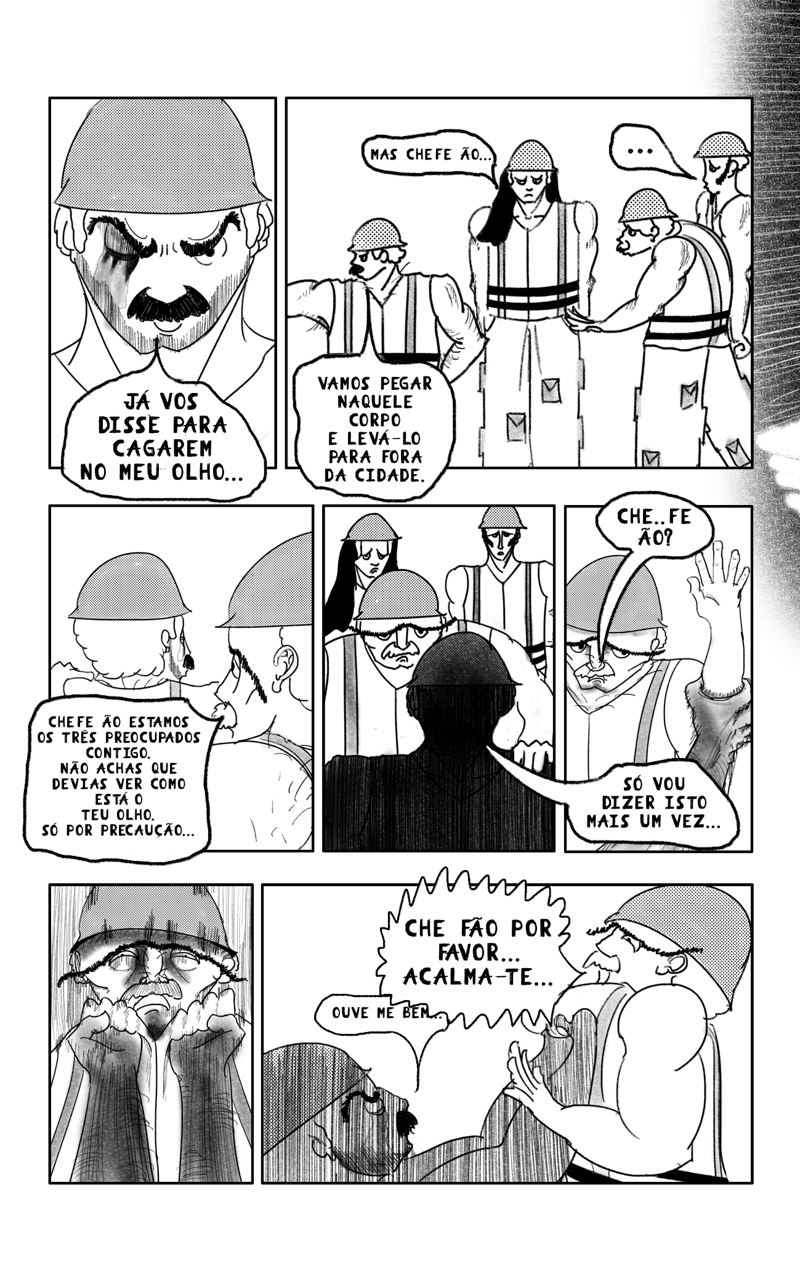 JÁ VOS
DISSE PARA
CAGAREM
NO MEU OLHO...
MAS CHEFE ÃO...
...
VAMOS PEGAR
NAQUELE
CORPO
E LEVÁ-LO
PARA FORA
DA CIDADE.
CHEFE ÃO ESTAMOS
OS TRÊS PREOCUPADOS
CONTIGO.
NÃO ACHAS QUE
DEVIAS VER COMO
ESTÁ O
TEU OLHO.
SÓ POR PRECAUÇÃO...
CHE..FE
ÃO?
SÓ VOU
DIZER ISTO
MAIS UM VEZ...
CHE FÃO POR
FAVOR...
ACALMA-TE...
OUVE ME BEM...